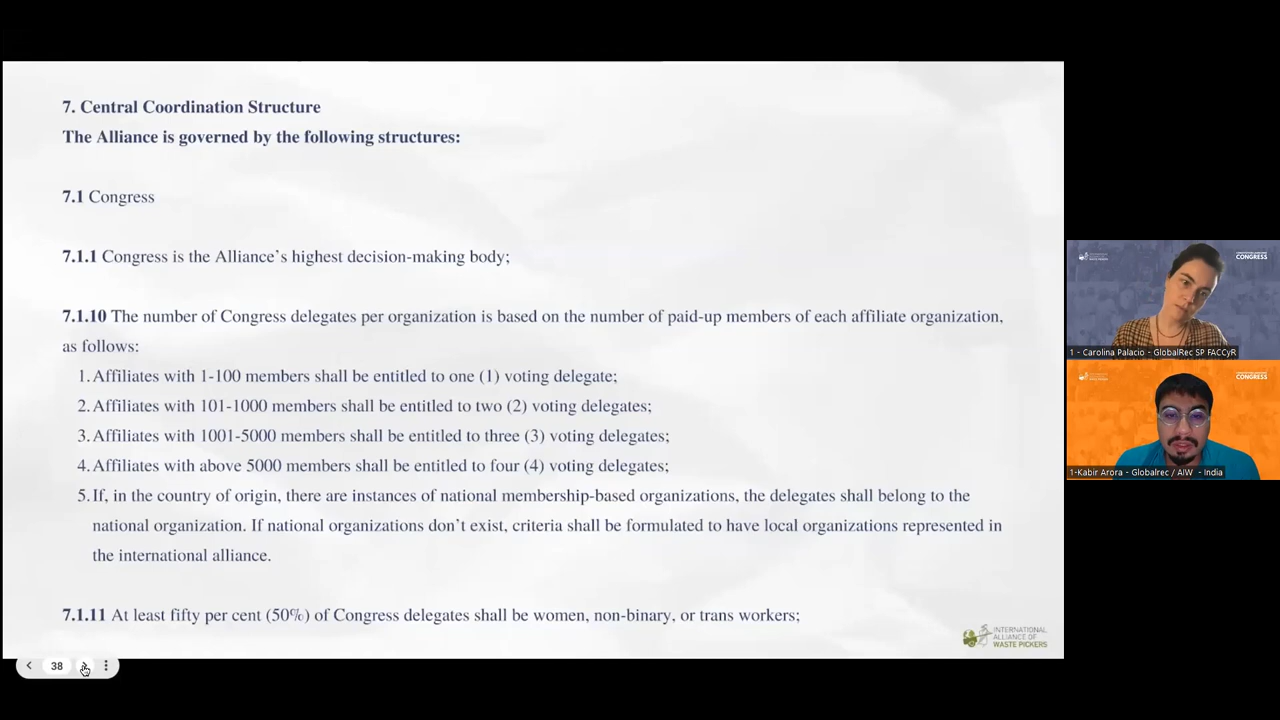 7. Central Coordination Structure
The Alliance is governed by the following structures:
7.1 Congress
7.1.1 Congress is the Alliance's highest decision-making body;
7.1.10 The number of Congress delegates per organization is based on the number of paid-up members of each affiliate organization,
as follows:
1. Affiliates with 1-100 members shall be entitled to one (1) voting delegate;
2. Affiliates with 101-1000 members shall be entitled to two (2) voting delegates;
3. Affiliates with 1001-5000 members shall be entitled to three (3) voting delegates;
4. Affiliates with above 5000 members shall be entitled to four (4) voting delegates;
5. If, in the country of origin, there are instances of national membership-based organizations, the delegates shall belong to the
national organization. If national organizations don't exist, criteria shall be formulated to have local organizations represented in
the international alliance.
7.1.11 At least fifty per cent (50%) of Congress delegates shall be women, non-binary, or trans workers;
INTERNATIONAL
ALLIANCE OF
WASTE PICKERS
38
CONGRESS
1 - Carolina Palacio - GlobalRec SP FACCyR
CONGRESS
1-Kabir Arora - Globalrec / AIW - India